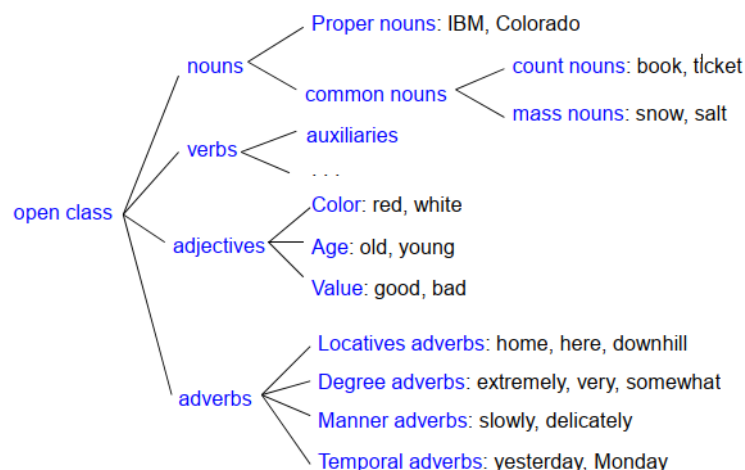 Proper nouns: IBM, Colorado
nouns
count nouns: book, ticket
common nouns
mass nouns: snow, salt
auxiliaries
verbs
. . .
open class
Color: red, white
adjectives
Age: old, young
Value: good, bad
Locatives adverbs: home, here, downhill
Degree adverbs: extremely, very, somewhat
adverbs
Manner adverbs: slowly, delicately
Temporal adverbs: yesterday, Monday